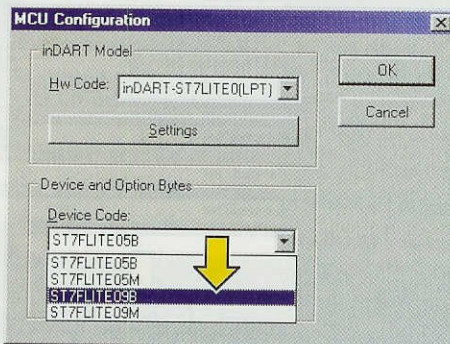 MCU Configuration
inDART Model
Hw Code: inDART-ST7LITE0(LPT)
Settings
OK
Cancel
Device and Option Bytes
Device Code:
ST7FLITE05B
ST7FLITE05B
ST7FLITE05M
ST7FLITE09B
ST7FLITE09M